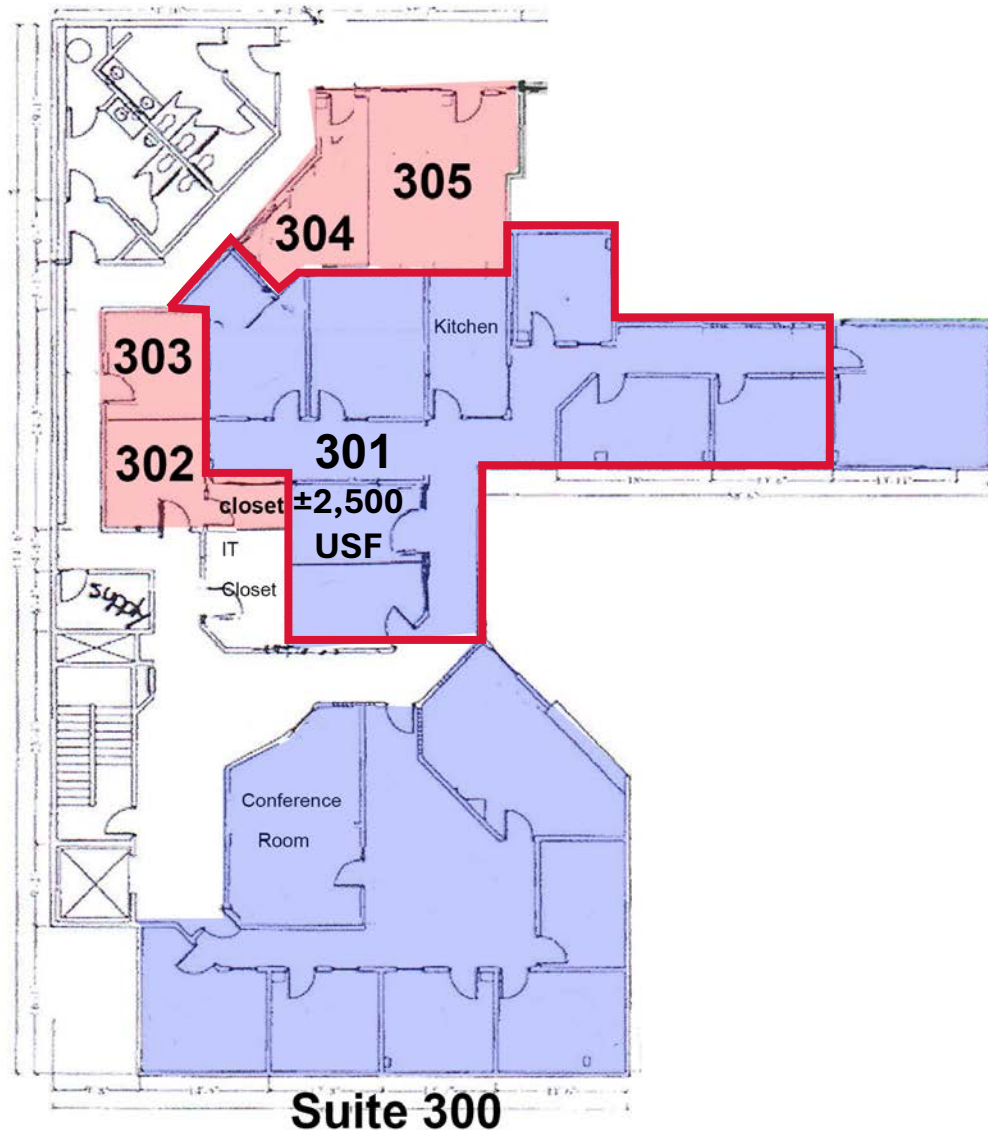 305
304
Kitchen
303
301
302
closet
±2,500
USF
IT
Closet
supply
Conference
Room
Suite 300